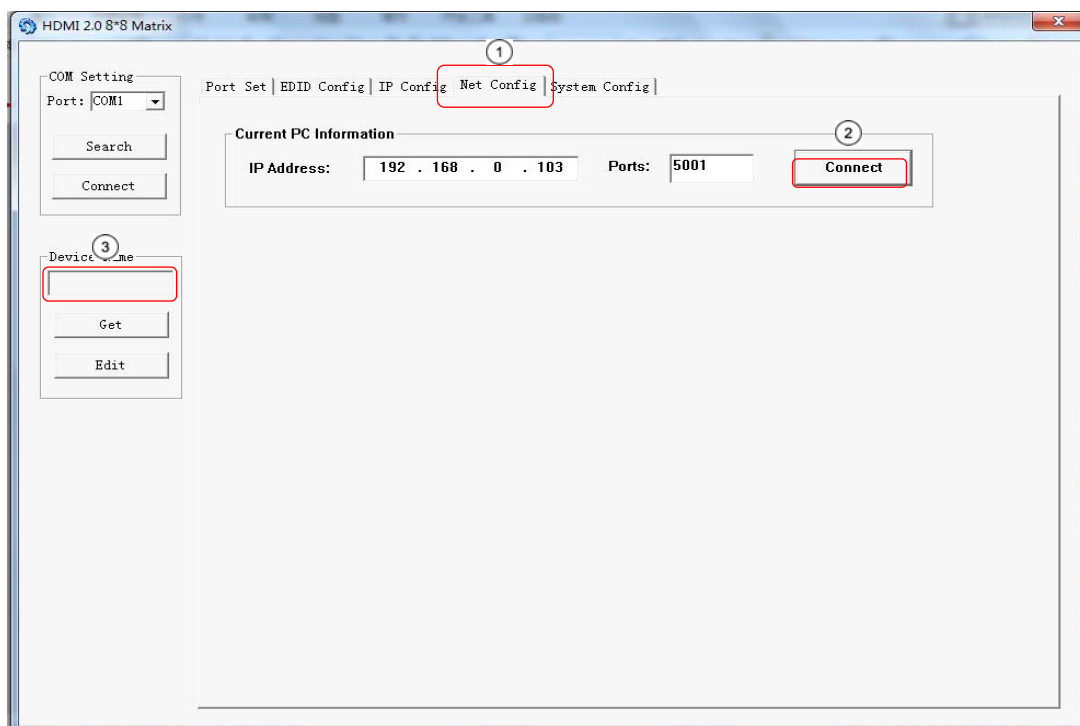 HDMI 2.0 8*8 Matrix
1
COM Setting
Port: COM1
Search
Connect
Port Set EDID Config IP Config Net Config System Config
Current PC Information
2
IP Address: 192 . 168 . 0 . 103 Ports: 5001 Connect
3
Device
Get
Edit